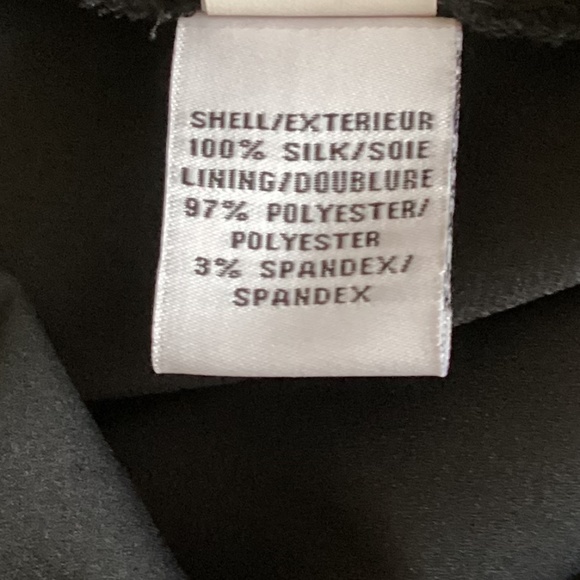 SHELL/EXTERIEUR
100% SILK/SOIE
LINING/DOUBLURE
97% POLYESTER/
POLYESTER
3% SPANDEX/
SPANDEX